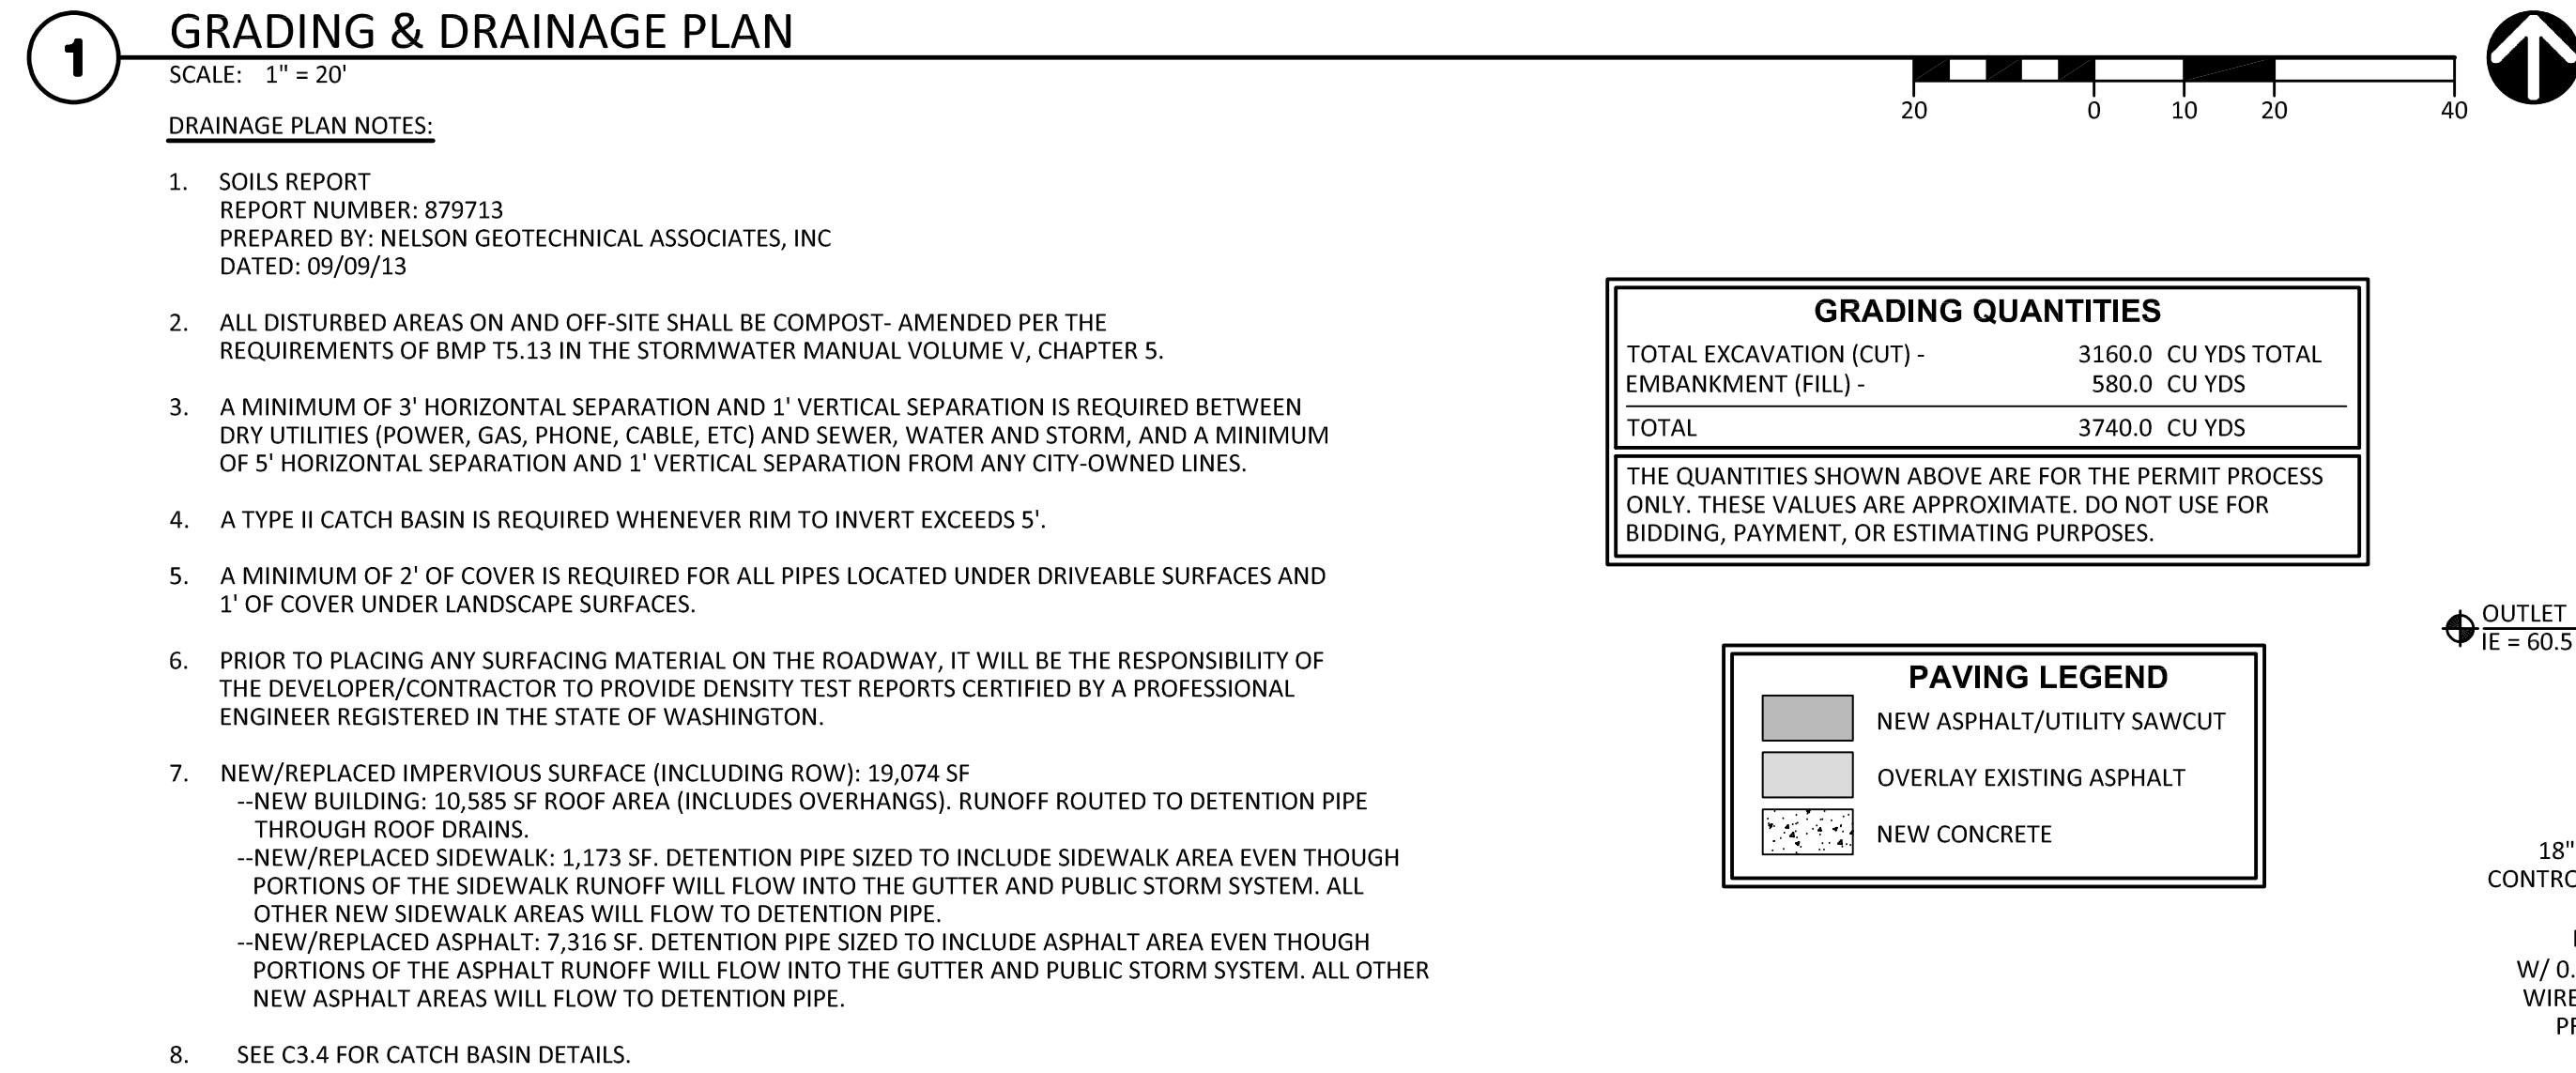 1
GRADING & DRAINAGE PLAN
SCALE: 1" = 20'
20 0 10 20 40
DRAINAGE PLAN NOTES:
1. SOILS REPORT
REPORT NUMBER: 879713
PREPARED BY: NELSON GEOTECHNICAL ASSOCIATES, INC
DATED: 09/09/13
2. ALL DISTURBED AREAS ON AND OFF-SITE SHALL BE COMPOST- AMENDED PER THE
REQUIREMENTS OF BMP T5.13 IN THE STORMWATER MANUAL VOLUME V, CHAPTER 5.
3. A MINIMUM OF 3' HORIZONTAL SEPARATION AND 1' VERTICAL SEPARATION IS REQUIRED BETWEEN
DRY UTILITIES (POWER, GAS, PHONE, CABLE, ETC) AND SEWER, WATER AND STORM, AND A MINIMUM
OF 5' HORIZONTAL SEPARATION AND 1' VERTICAL SEPARATION FROM ANY CITY-OWNED LINES.
4. A TYPE II CATCH BASIN IS REQUIRED WHENEVER RIM TO INVERT EXCEEDS 5'.
5. A MINIMUM OF 2' OF COVER IS REQUIRED FOR ALL PIPES LOCATED UNDER DRIVEABLE SURFACES AND
1' OF COVER UNDER LANDSCAPE SURFACES.
6. PRIOR TO PLACING ANY SURFACING MATERIAL ON THE ROADWAY, IT WILL BE THE RESPONSIBILITY OF
THE DEVELOPER/CONTRACTOR TO PROVIDE DENSITY TEST REPORTS CERTIFIED BY A PROFESSIONAL
ENGINEER REGISTERED IN THE STATE OF WASHINGTON.
7. NEW/REPLACED IMPERVIOUS SURFACE (INCLUDING ROW): 19,074 SF
--NEW BUILDING: 10,585 SF ROOF AREA (INCLUDES OVERHANGS). RUNOFF ROUTED TO DETENTION PIPE
THROUGH ROOF DRAINS.
--NEW/REPLACED SIDEWALK: 1,173 SF. DETENTION PIPE SIZED TO INCLUDE SIDEWALK AREA EVEN THOUGH
PORTIONS OF THE SIDEWALK RUNOFF WILL FLOW INTO THE GUTTER AND PUBLIC STORM SYSTEM. ALL
OTHER NEW SIDEWALK AREAS WILL FLOW TO DETENTION PIPE.
--NEW/REPLACED ASPHALT: 7,316 SF. DETENTION PIPE SIZED TO INCLUDE ASPHALT AREA EVEN THOUGH
PORTIONS OF THE ASPHALT RUNOFF WILL FLOW INTO THE GUTTER AND PUBLIC STORM SYSTEM. ALL OTHER
NEW ASPHALT AREAS WILL FLOW TO DETENTION PIPE.
8. SEE C3.4 FOR CATCH BASIN DETAILS.
GRADING QUANTITIES
TOTAL EXCAVATION (CUT) - 3160.0 CU YDS TOTAL
EMBANKMENT (FILL) - 580.0 CU YDS
TOTAL 3740.0 CU YDS
THE QUANTITIES SHOWN ABOVE ARE FOR THE PERMIT PROCESS
ONLY. THESE VALUES ARE APPROXIMATE. DO NOT USE FOR
BIDDING, PAYMENT, OR ESTIMATING PURPOSES.
PAVING LEGEND
NEW ASPHALT/UTILITY SAWCUT
OVERLAY EXISTING ASPHALT
NEW CONCRETE
OUTLET
IE = 60.5
18"
W/ 0.